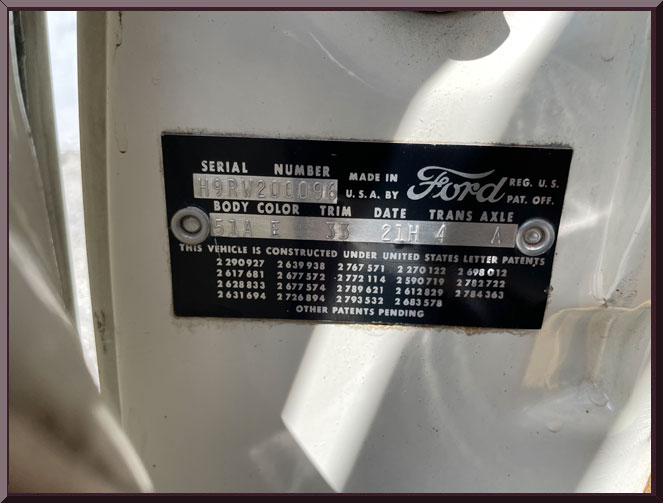 SERIAL NUMBER
MADE IN
Ford
REG. U.S.
H9RW200096
U.S.A. BY
PAT. OFF.
BODY COLOR TRIM DATE TRANS AXLE
51A E 33 21H 4 A
THIS VEHICLE IS CONSTRUCTED UNDER UNITED STATES LETTER PATENTS
2 290927 2 639 938 2 767 571 2 270 122 2 698 012
2 617 681 2 677 572 2 772 114 2 590 719 2 782 722
2 628 833 2 677 574 2 789 621 2 612 829 2 784 363
2 631 694 2 726 894 2 793 532 2 683 578
OTHER PATENTS PENDING